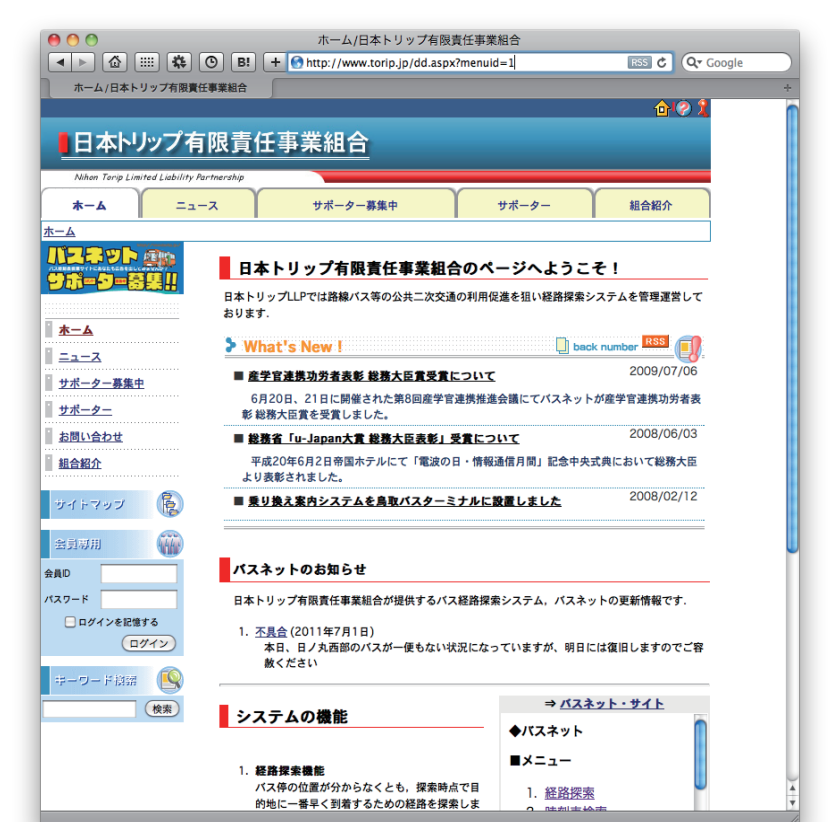 ホーム/日本トリップ有限責任事業組合
B! + http://www.torip.jp/dd.aspx?menuid=1 RSS Google
ホーム/日本トリップ有限責任事業組合
日本トリップ有限責任事業組合
Nihon Torip Limited Liability Partnership
ホーム ニュース サポーター募集中 サポーター 組合紹介
ホーム
バスネット
サポーター募集!!
ホーム
ニュース
サポーター募集中
サポーター
お問い合わせ
組合紹介
サイトマップ
会員専用
会員ID
パスワード
ログインを記憶する
ログイン
キーワード検索
検索
日本トリップ有限責任事業組合のページへようこそ！
日本トリップLLPでは路線バス等の公共二次交通の利用促進を狙い経路探索システムを管理運営して
おります.
What's New ! back number RSS
■ 産学官連携功労者表彰 総務大臣賞受賞について 2009/07/06
6月20日、21日に開催された第8回産学官連携推進会議にてバスネットが産学官連携功労者表
彰 総務大臣賞を受賞しました。
■ 総務省「u-Japan大賞 総務大臣表彰」受賞について 2008/06/03
平成20年6月2日帝国ホテルにて「電波の日・情報通信月間」記念中央式典において総務大臣
より表彰されました。
■ 乗り換え案内システムを鳥取バスターミナルに設置しました 2008/02/12
バスネットのお知らせ
日本トリップ有限責任事業組合が提供するバス経路探索システム，バスネットの更新情報です.
1. 不具合 (2011年7月1日)
本日、日ノ丸西部のバスが一便もない状況になっていますが、明日には復旧しますのでご容
赦ください
システムの機能
1. 経路探索機能
バス停の位置が分からなくとも，探索時点で目
的地に一番早く到着するための経路を探索しま
⇒ バスネット・サイト
◆バスネット
■メニュー
1. 経路探索
2. 時刻表検索